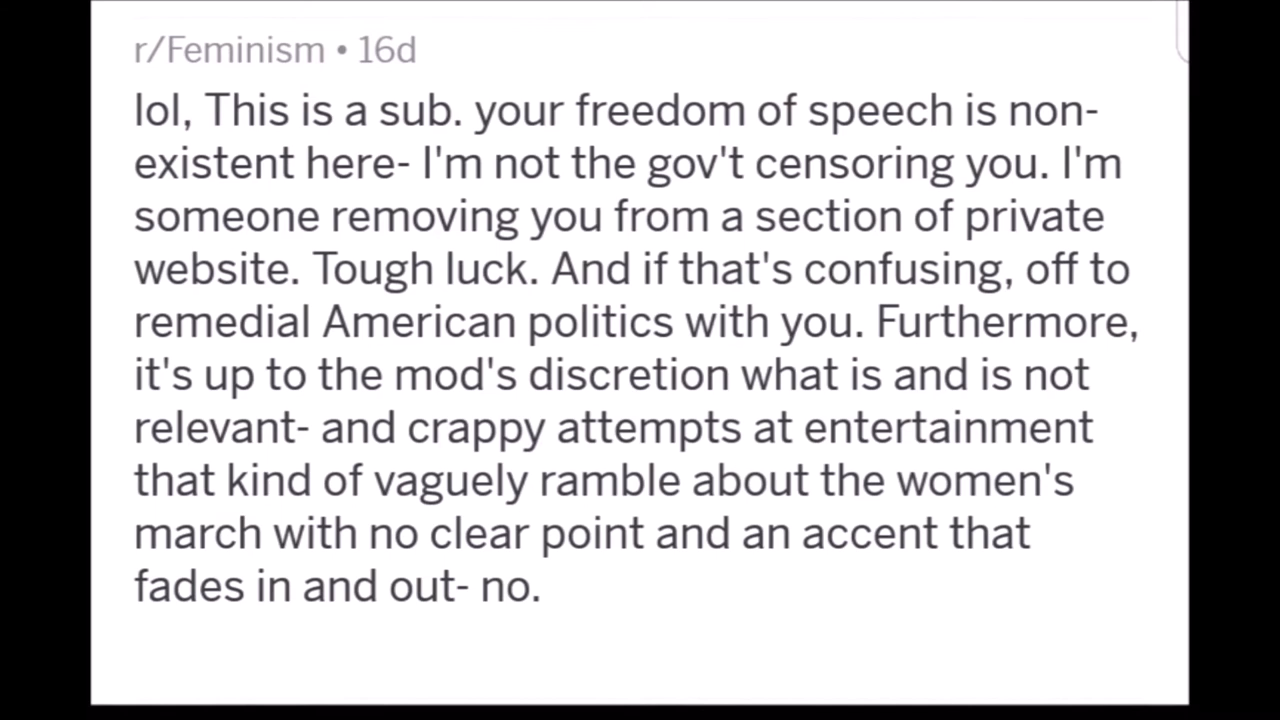 r/Feminism • 16d
lol, This is a sub. your freedom of speech is non-
existent here- I'm not the gov't censoring you. I'm
someone removing you from a section of private
website. Tough luck. And if that's confusing, off to
remedial American politics with you. Furthermore,
it's up to the mod's discretion what is and is not
relevant- and crappy attempts at entertainment
that kind of vaguely ramble about the women's
march with no clear point and an accent that
fades in and out- no.